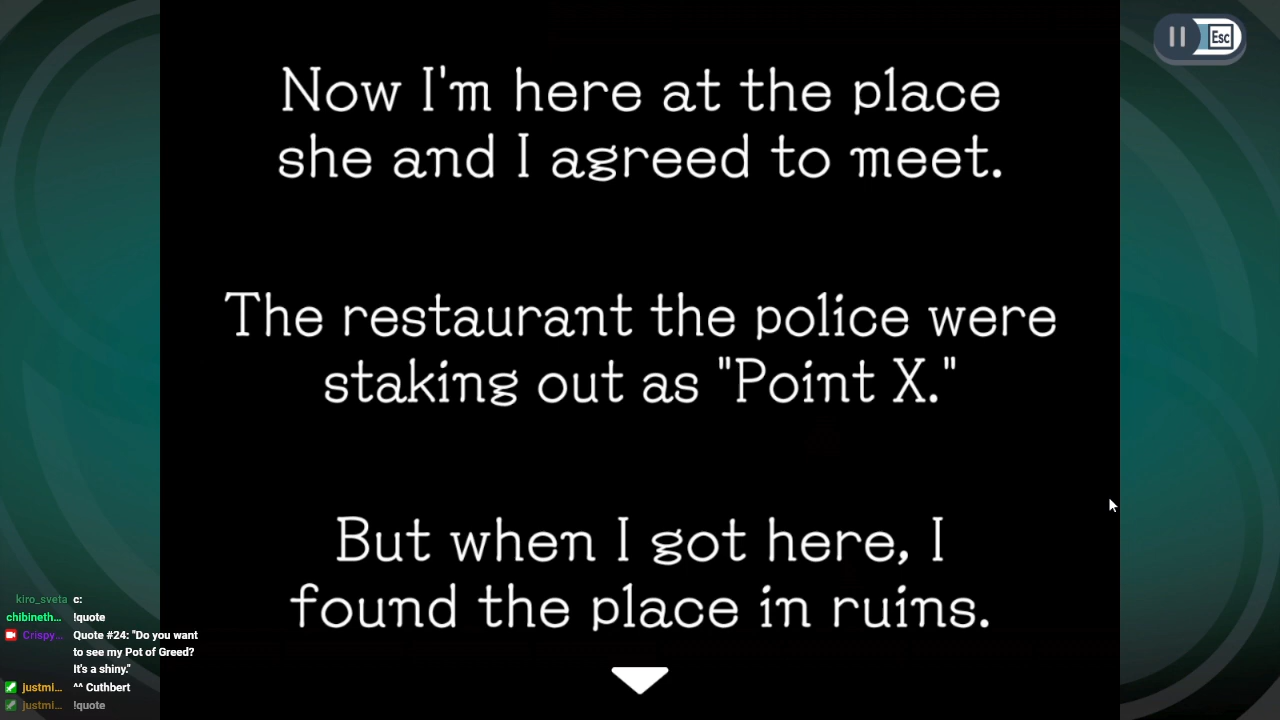 Esc
Now I'm here at the place
she and I agreed to meet.
The restaurant the police were
staking out as "Point X."
But when I got here, I
found the place in ruins.
kiro_sveta c:
chibineth... !quote
Crispy... Quote #24: "Do you want
to see my Pot of Greed?
It's a shiny."
justmi... ^^ Cuthbert
justmi... !quote